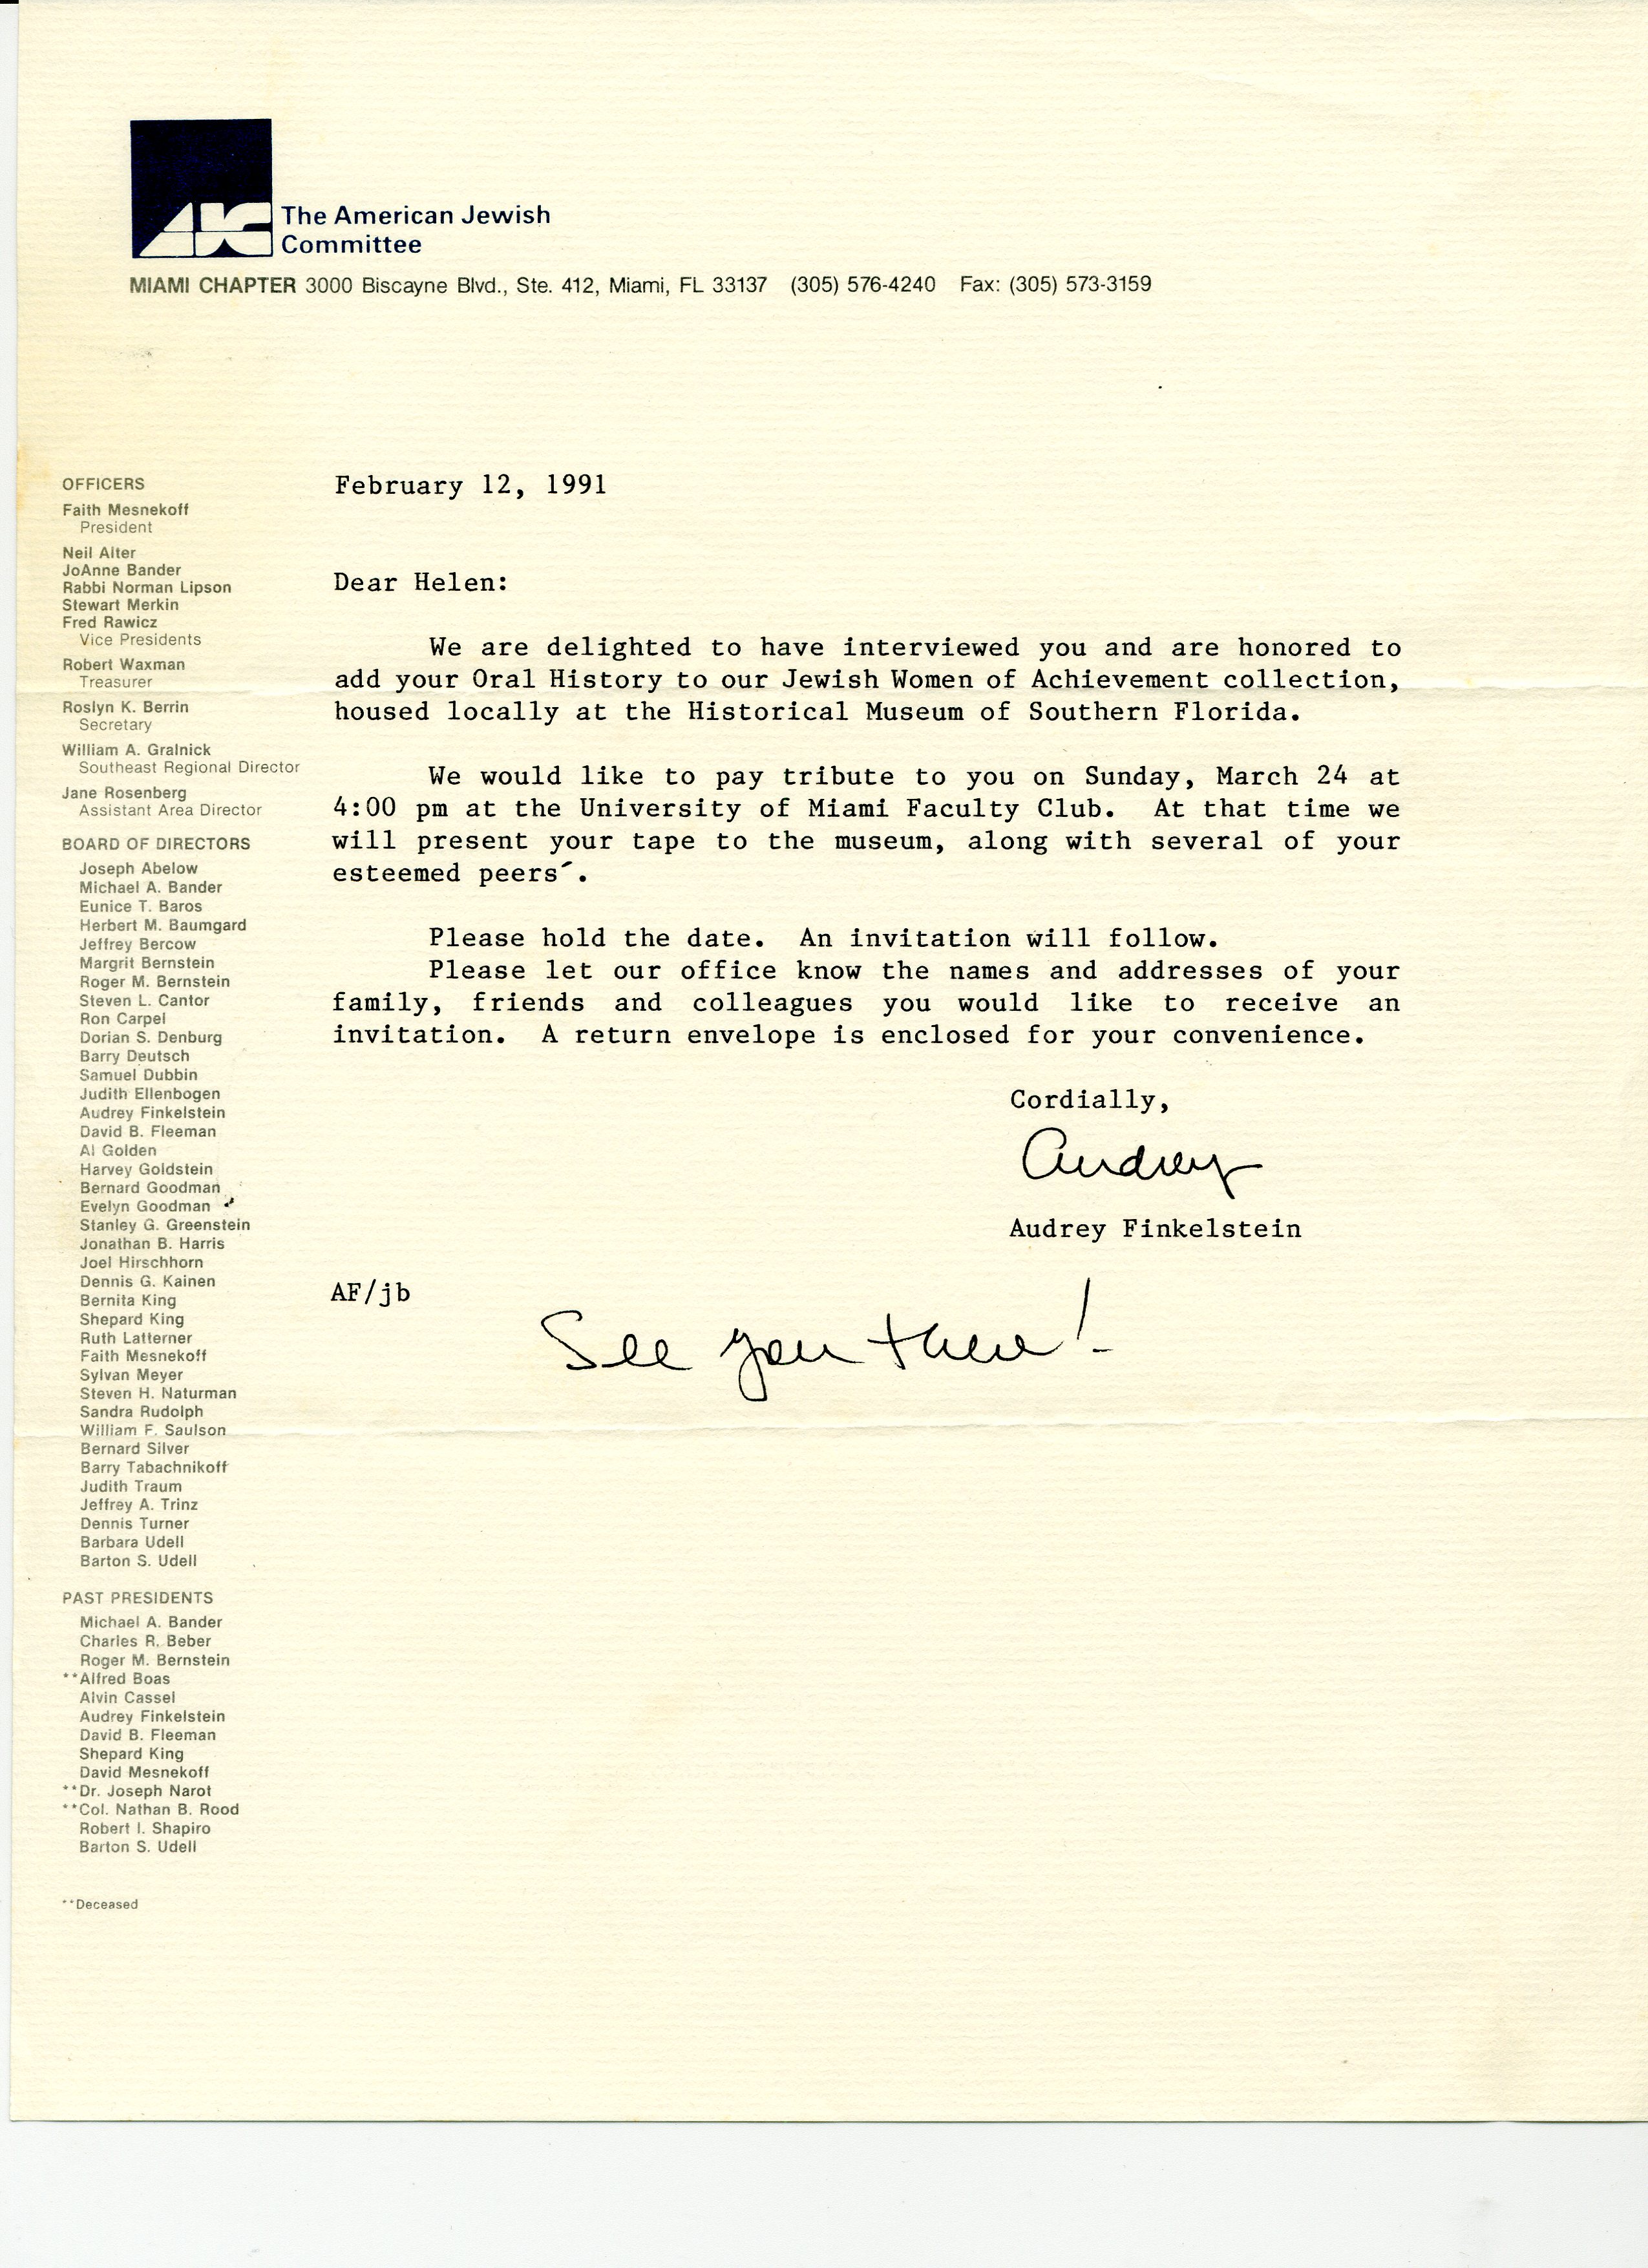 AJC
The American Jewish
Committee
MIAMI CHAPTER 3000 Biscayne Blvd., Ste. 412, Miami, FL 33137 (305) 576-4240 Fax: (305) 573-3159
OFFICERS
Faith Mesnekoff
President
Neil Alter
JoAnne Bander
Rabbi Norman Lipson
Stewart Merkin
Fred Rawicz
Vice Presidents
Robert Waxman
Treasurer
Roslyn K. Berrin
Secretary
William A. Gralnick
Southeast Regional Director
Jane Rosenberg
Assistant Area Director
BOARD OF DIRECTORS
Joseph Abelow
Michael A. Bander
Eunice T. Baros
Herbert M. Baumgard
Jeffrey Bercow
Margrit Bernstein
Roger M. Bernstein
Steven L. Cantor
Ron Carpel
Dorian S. Denburg
Barry Deutsch
Samuel Dubbin
Judith Ellenbogen
Audrey Finkelstein
David B. Fleeman
Al Golden
Harvey Goldstein
Bernard Goodman
Evelyn Goodman
Stanley G. Greenstein
Jonathan B. Harris
Joel Hirschhorn
Dennis G. Kainen
Bernita King
Shepard King
Ruth Latterner
Faith Mesnekoff
Sylvan Meyer
Steven H. Naturman
Sandra Rudolph
William F. Saulson
Bernard Silver
Barry Tabachnikoff
Judith Traum
Jeffrey A. Trinz
Dennis Turner
Barbara Udell
Barton S. Udell
PAST PRESIDENTS
Michael A. Bander
Charles R. Beber
Roger M. Bernstein
**Alfred Boas
Alvin Cassel
Audrey Finkelstein
David B. Fleeman
Shepard King
David Mesnekoff
**Dr. Joseph Narot
**Col. Nathan B. Rood
Robert I. Shapiro
Barton S. Udell
**Deceased
February 12, 1991
Dear Helen:
We are delighted to have interviewed you and are honored to
add your Oral History to our Jewish Women of Achievement collection,
housed locally at the Historical Museum of Southern Florida.
We would like to pay tribute to you on Sunday, March 24 at
4:00 pm at the University of Miami Faculty Club. At that time we
will present your tape to the museum, along with several of your
esteemed peers´.
Please hold the date. An invitation will follow.
Please let our office know the names and addresses of your
family, friends and colleagues you would like to receive an
invitation. A return envelope is enclosed for your convenience.
Cordially,
Audrey
Audrey Finkelstein
AF/jb
See you there!